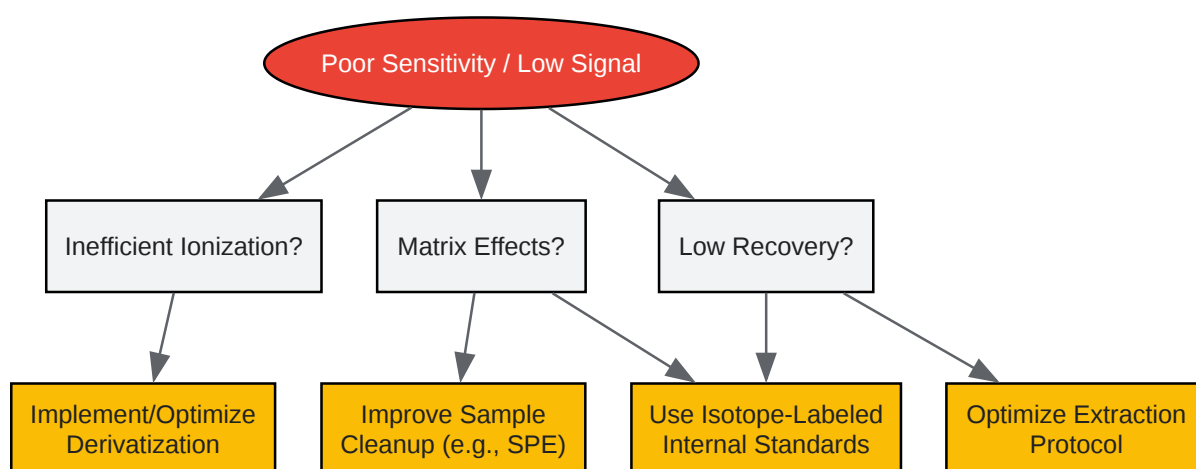 Poor Sensitivity / Low Signal
Inefficient Ionization?
Matrix Effects?
Low Recovery?
Implement/Optimize
Derivatization
Improve Sample
Cleanup (e.g., SPE)
Use Isotope-Labeled
Internal Standards
Optimize Extraction
Protocol